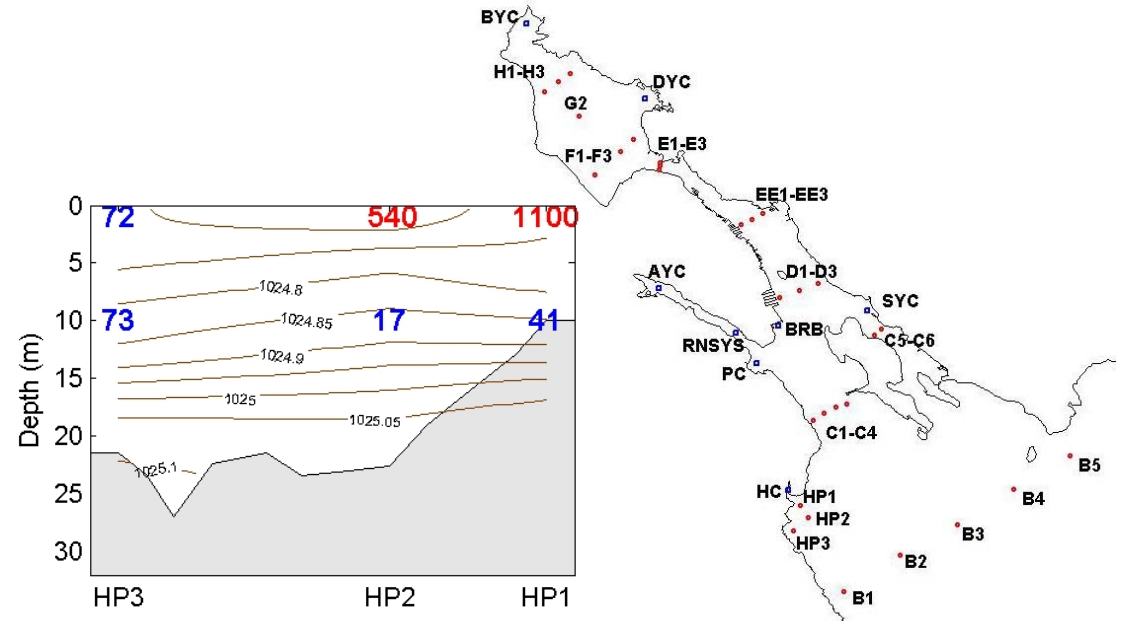 BYC
H1-H3
DYC
G2
F1-F3
E1-E3
EE1-EE3
AYC
D1-D3
SYC
RNSYS
BRB
C5-C6
PC
C1-C4
HC
HP1
HP2
HP3
B5
B4
B3
B2
B1
Depth (m)
0
5
10
15
20
25
30
72
540
1100
73
17
41
1024.8
1024.85
1024.9
1025
1025.05
1025.1
HP3
HP2
HP1